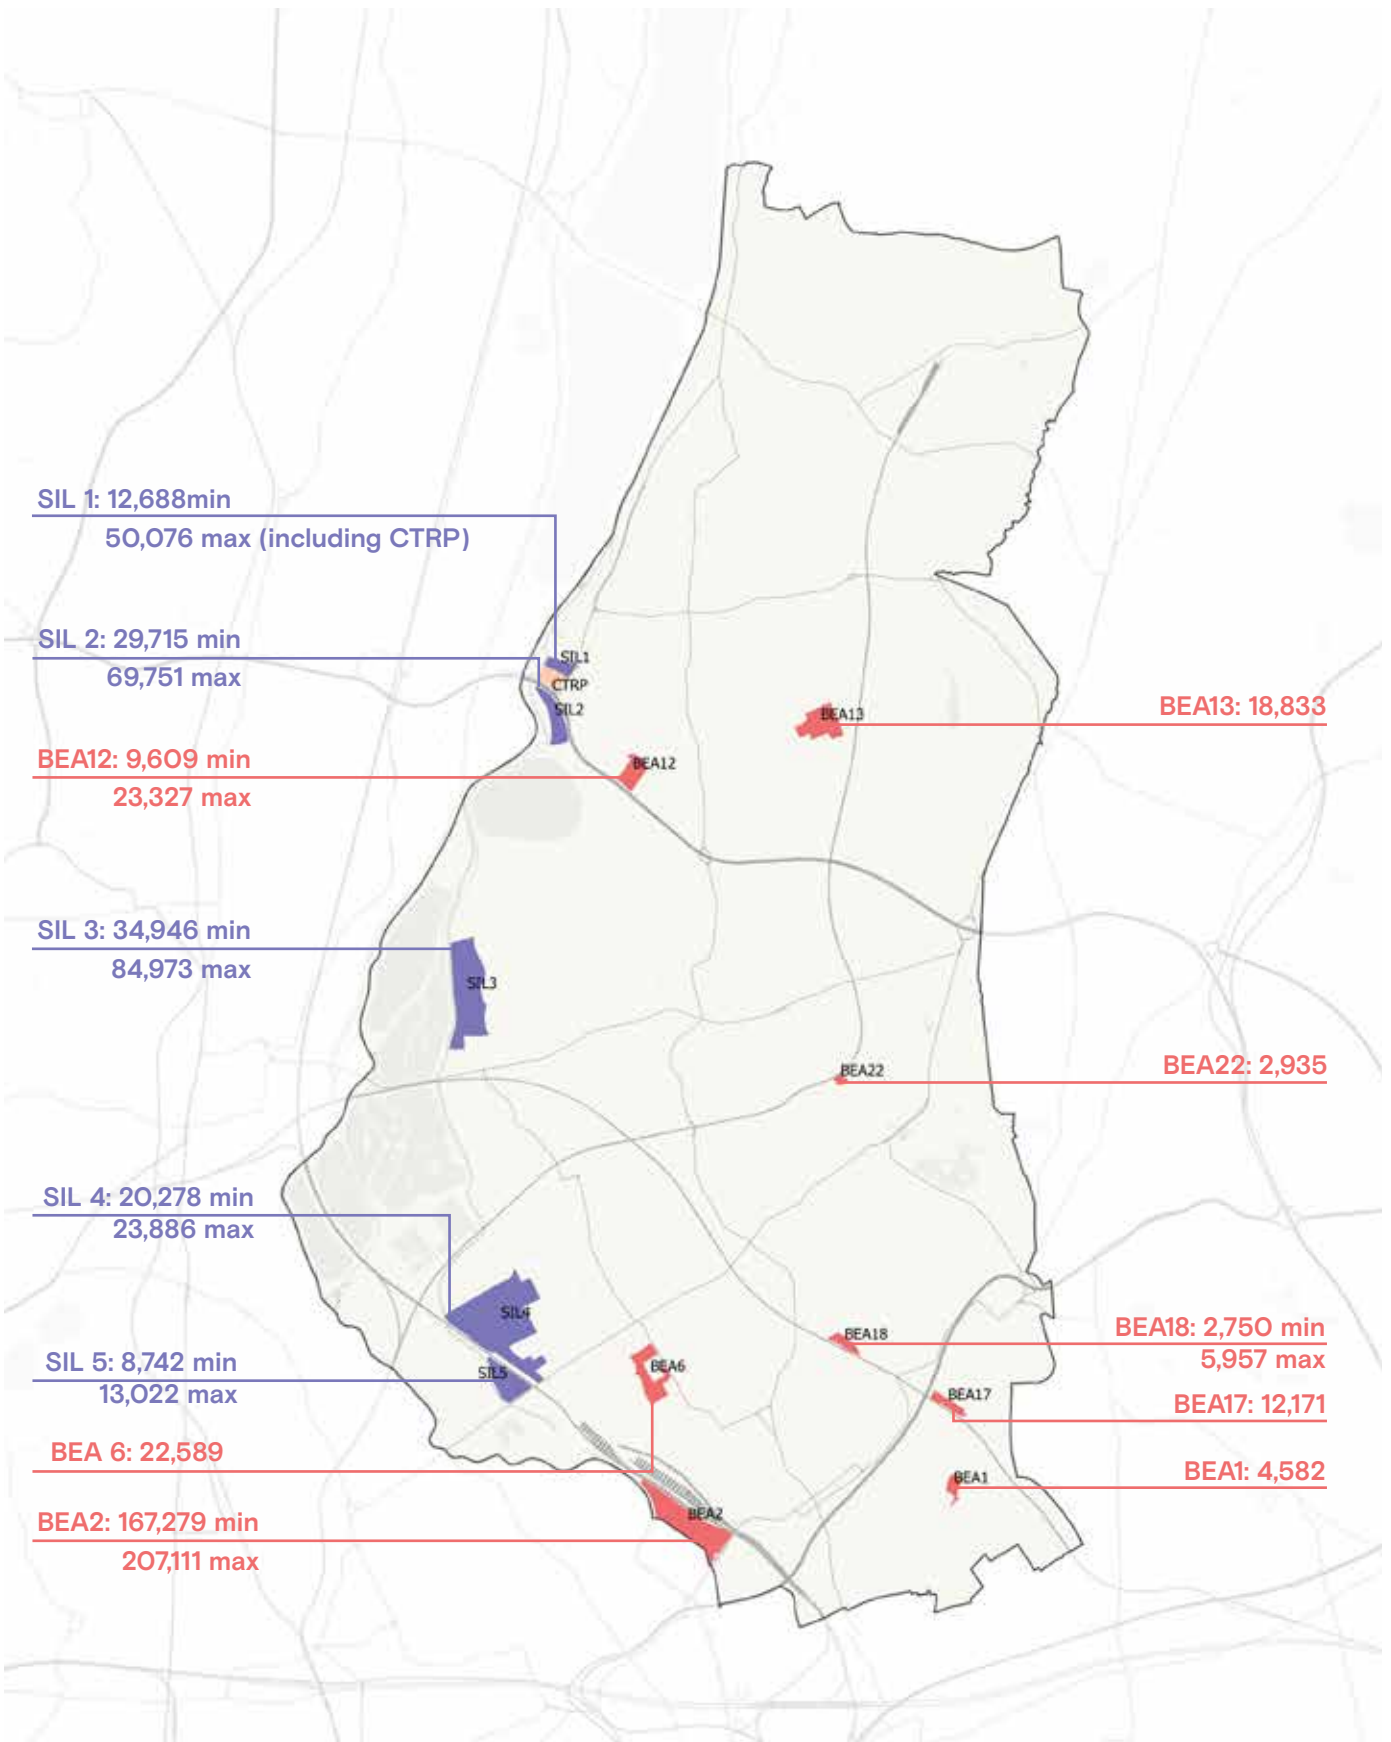 SIL 1: 12,688min
50,076 max (including CTRP)
SIL 2: 29,715 min
69,751 max
SIL1
CTRP
SIL2
BEA13
BEA13: 18,833
BEA12: 9,609 min
23,327 max
BEA12
SIL 3: 34,946 min
84,973 max
SIL3
BEA22
BEA22: 2,935
SIL 4: 20,278 min
23,886 max
SIL4
BEA18
BEA18: 2,750 min
5,957 max
SIL 5: 8,742 min
13,022 max
SIL5
BEA6
BEA17
BEA17: 12,171
BEA 6: 22,589
BEA1
BEA1: 4,582
BEA2: 167,279 min
207,111 max
BEA2